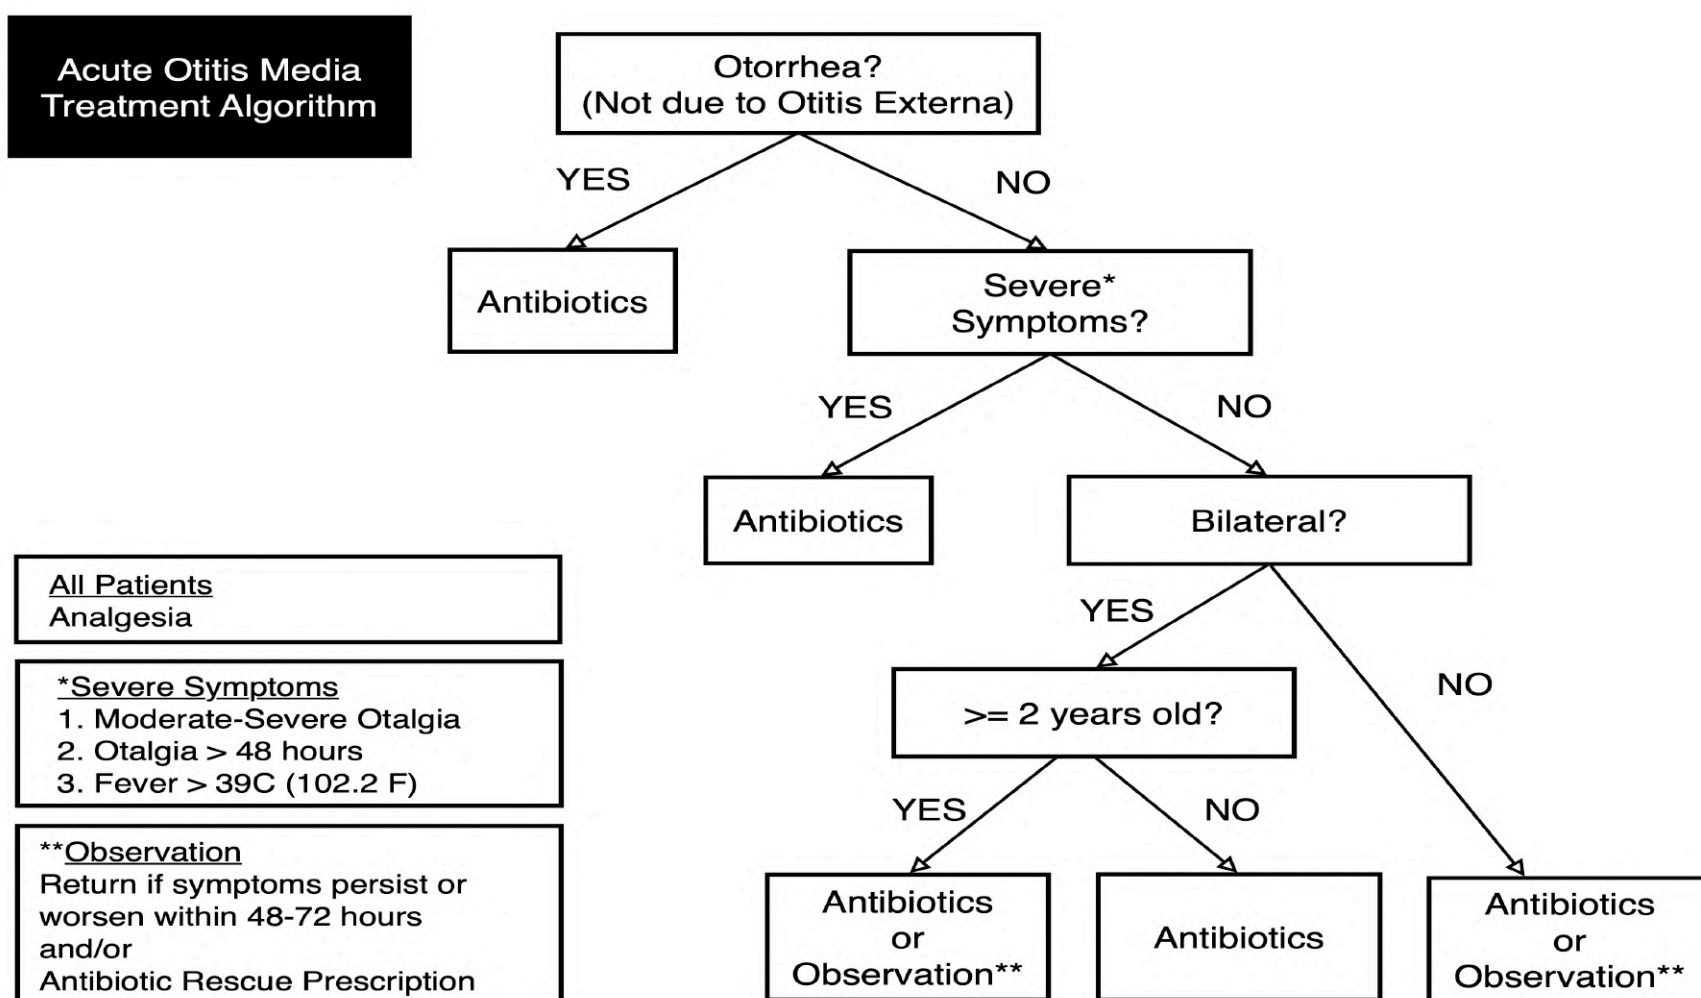 Acute Otitis Media
Treatment Algorithm
Otorrhea?
(Not due to Otitis Externa)
YES
NO
Antibiotics
Severe*
Symptoms?
YES
NO
Antibiotics
Bilateral?
YES
NO
>= 2 years old?
YES
NO
Antibiotics
or
Observation**
Antibiotics
Antibiotics
or
Observation**
All Patients
Analgesia
*Severe Symptoms
1. Moderate-Severe Otalgia
2. Otalgia > 48 hours
3. Fever > 39C (102.2 F)
**Observation
Return if symptoms persist or
worsen within 48-72 hours
and/or
Antibiotic Rescue Prescription